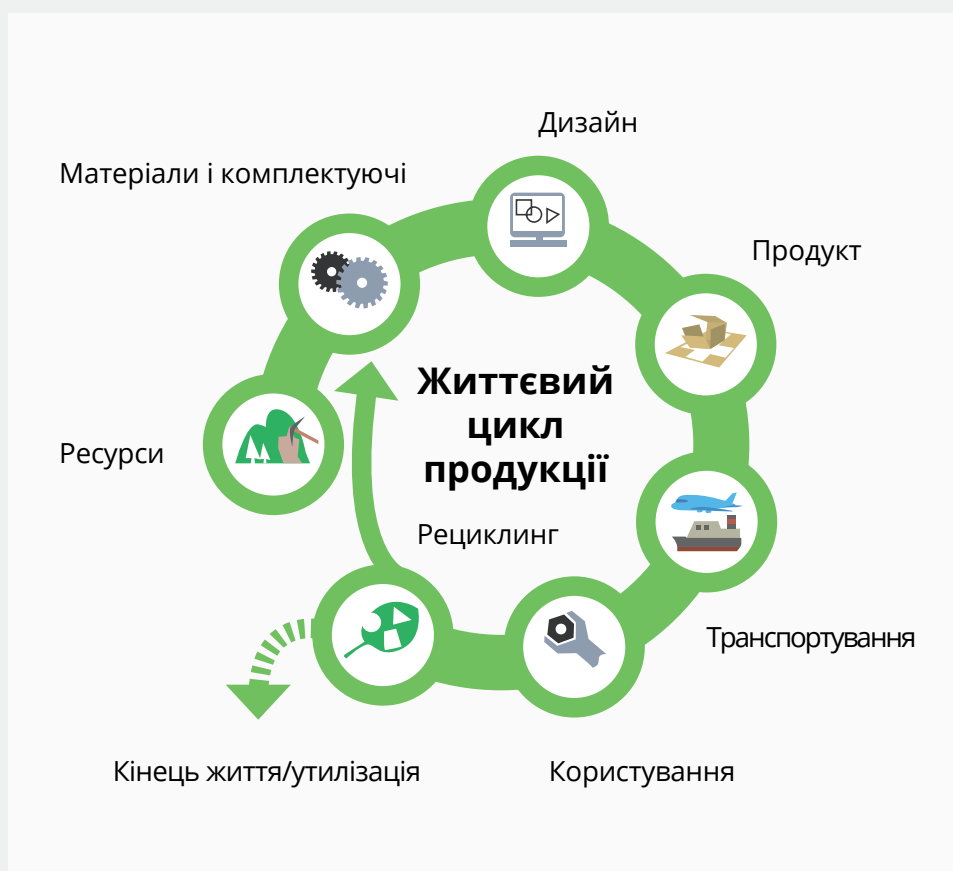 Дизайн
Матеріали і комплектуючі
Продукт
Життєвий
цикл
продукції
Ресурси
Рециклинг
Транспортування
Кінець життя/утилізація
Користування